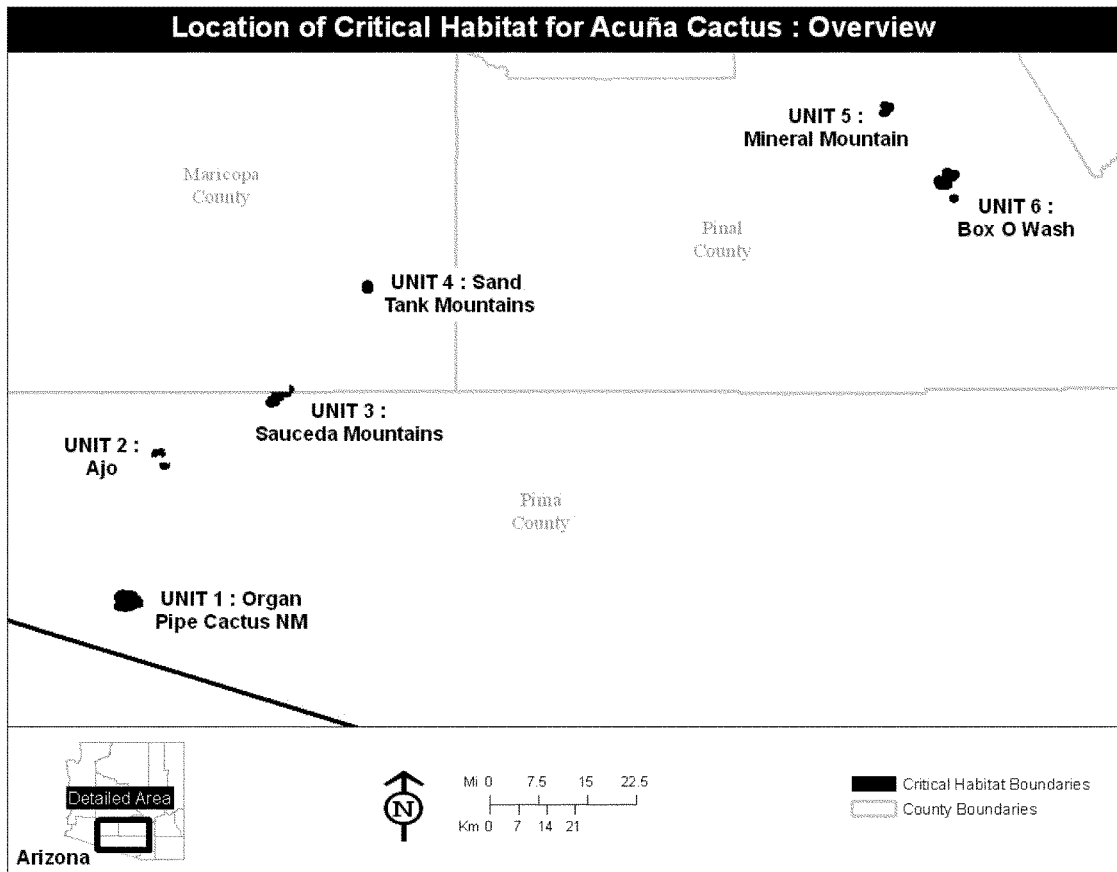 Location of Critical Habitat for Acuña Cactus : Overview
UNIT 5 :
Mineral Mountain
Maricopa
County
UNIT 6 :
Box O Wash
Pinal
County
UNIT 4 : Sand
Tank Mountains
UNIT 3 :
Sauceda Mountains
UNIT 2 :
Ajo
Pima
County
UNIT 1 : Organ
Pipe Cactus NM
Detailed Area
Arizona
N
Mi 0 7.5 15 22.5
Km 0 7 14 21
Critical Habitat Boundaries
County Boundaries